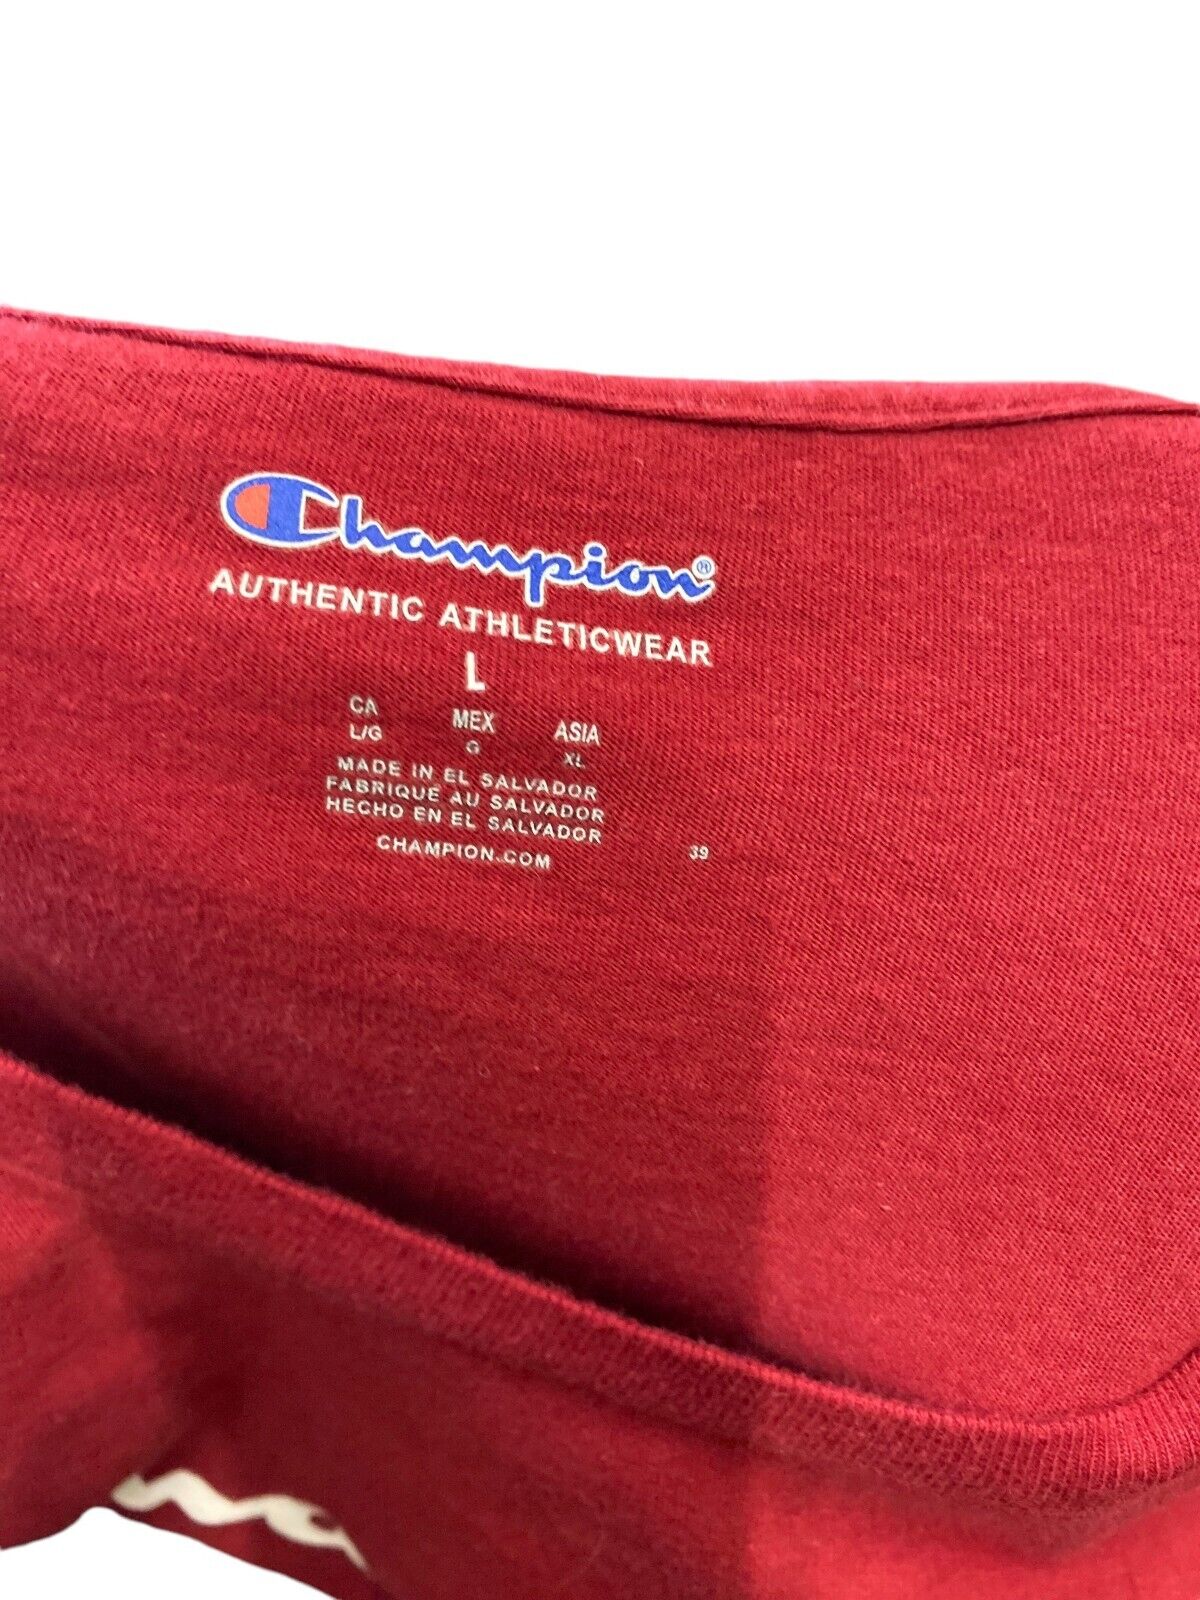 Champion®
AUTHENTIC ATHLETICWEAR
L
CA MEX ASIA
L/G G XL
MADE IN EL SALVADOR
FABRIQUE AU SALVADOR
HECHO EN EL SALVADOR
CHAMPION.COM
39